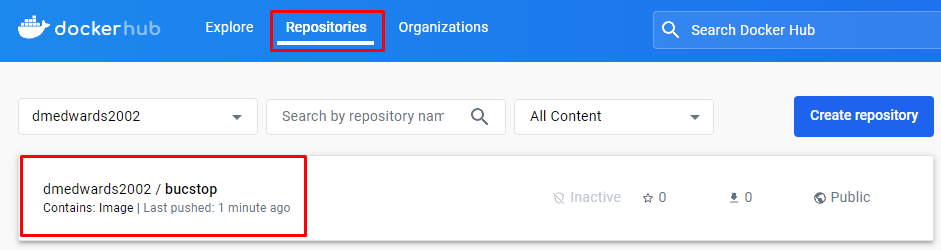 dockerhub Explore Repositories Organizations Search Docker Hub
dmedwards2002 Search by repository nam All Content Create repository
dmedwards2002 / bucstop
Contains: Image | Last pushed: 1 minute ago
Inactive 0 0 Public